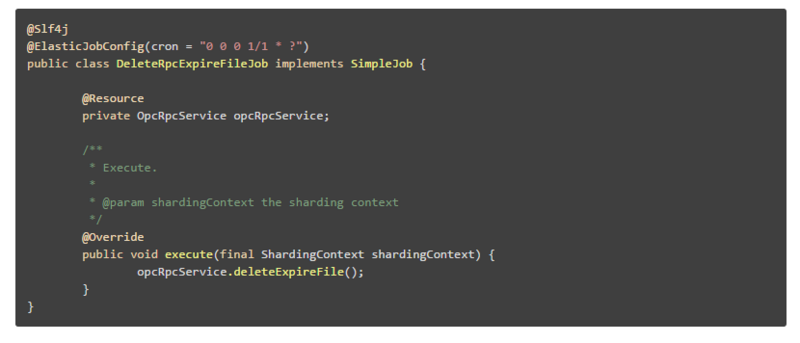 @Slf4j
@ElasticJobConfig(cron = "0 0 0 1/1 * ?")
public class DeleteRpcExpireFileJob implements SimpleJob {
@Resource
private OpcRpcService opcRpcService;
/**
* Execute.
*
* @param shardingContext the sharding context
*/
@Override
public void execute(final ShardingContext shardingContext) {
opcRpcService.deleteExpireFile();
}
}